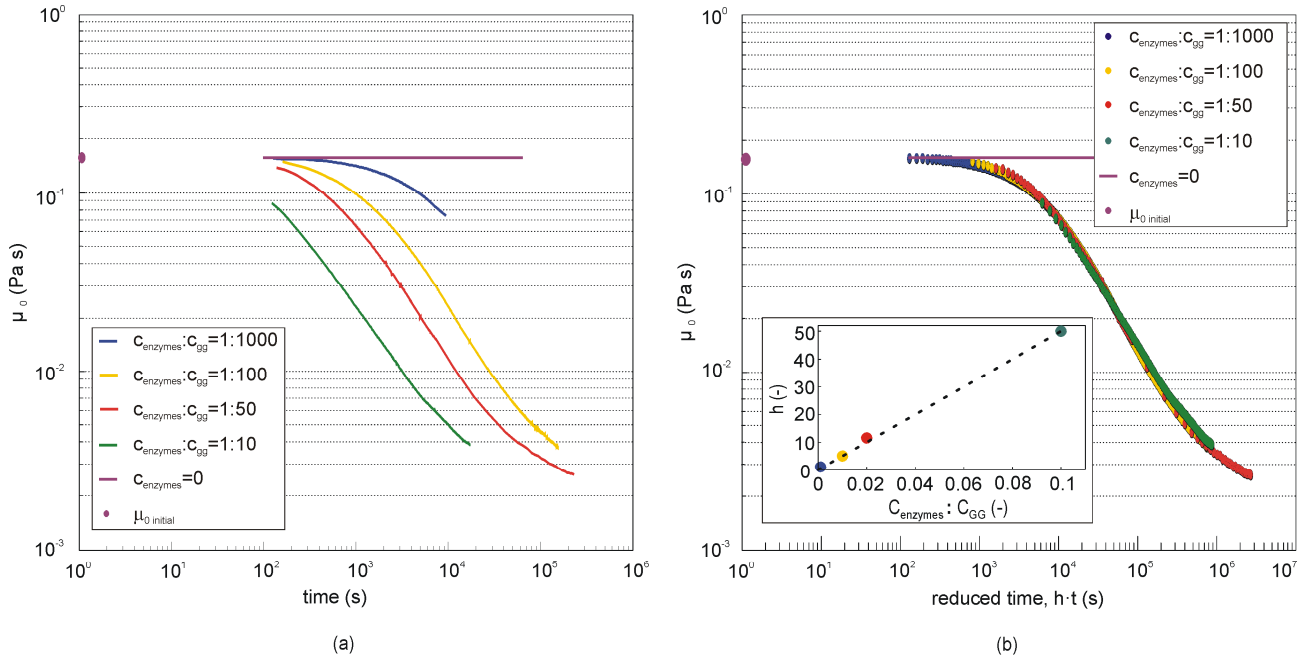 10⁰
10⁻¹
10⁻²
10⁻³
μ₀ (Pa s)
c_enzymes:c_gg=1:1000
c_enzymes:c_gg=1:100
c_enzymes:c_gg=1:50
c_enzymes:c_gg=1:10
c_enzymes=0
μ₀ initial
10⁰ 10¹ 10² 10³ 10⁴ 10⁵ 10⁶
time (s)
(a)
10⁰
10⁻¹
10⁻²
10⁻³
μ₀ (Pa s)
c_enzymes:c_gg=1:1000
c_enzymes:c_gg=1:100
c_enzymes:c_gg=1:50
c_enzymes:c_gg=1:10
c_enzymes=0
μ₀ initial
50
40
30
20
10
0
h (-)
0 0.02 0.04 0.06 0.08 0.1
C_enzymes : C_GG (-)
10⁰ 10¹ 10² 10³ 10⁴ 10⁵ 10⁶ 10⁷
reduced time, h·t (s)
(b)